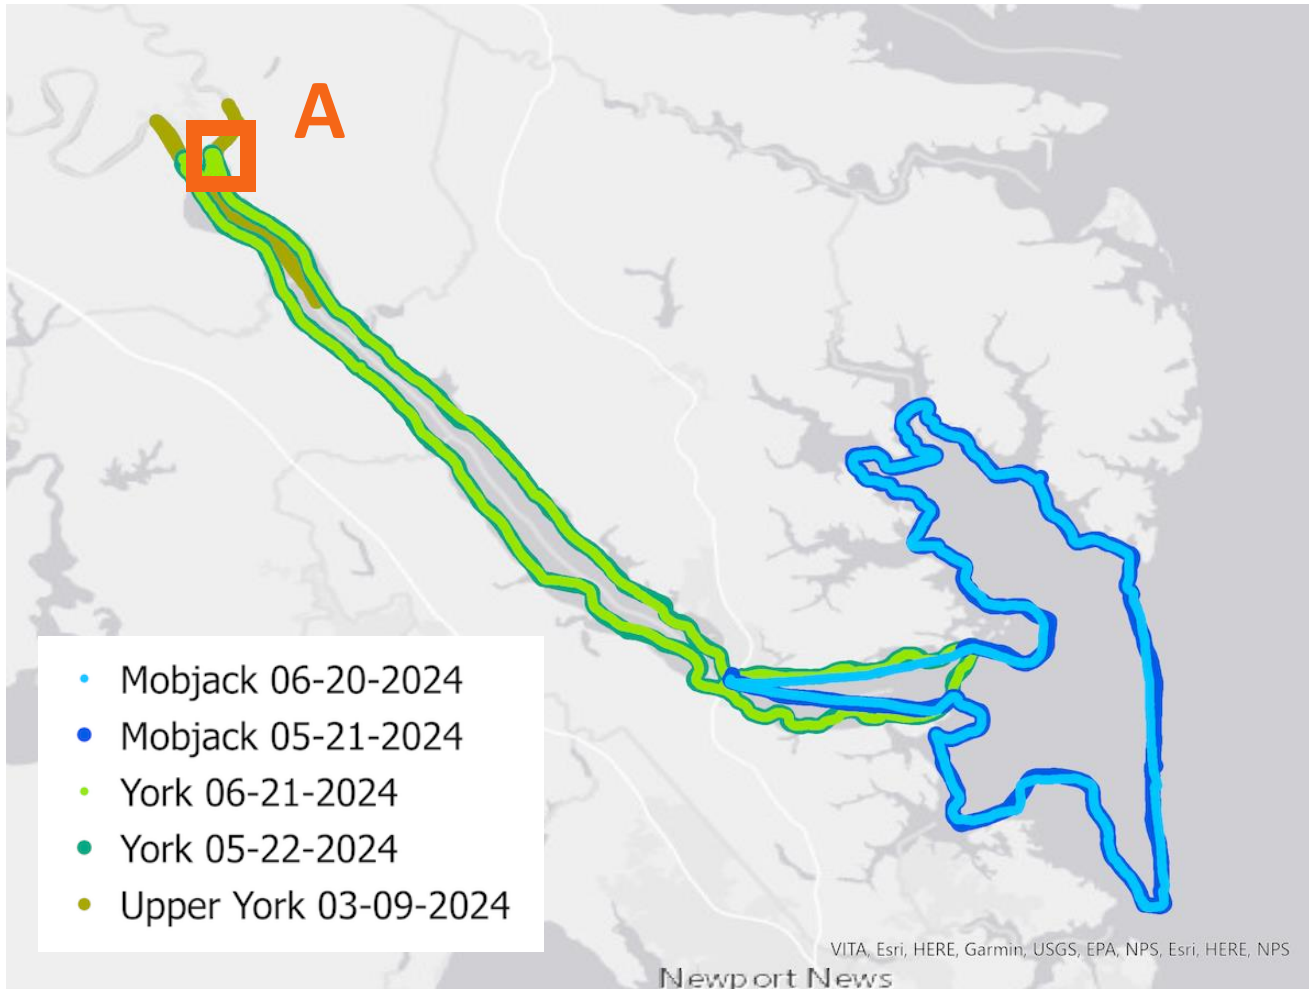 A
Mobjack 06-20-2024
Mobjack 05-21-2024
York 06-21-2024
York 05-22-2024
Upper York 03-09-2024
VITA, Esri, HERE, Garmin, USGS, EPA, NPS, Esri, HERE, NPS
Newport News